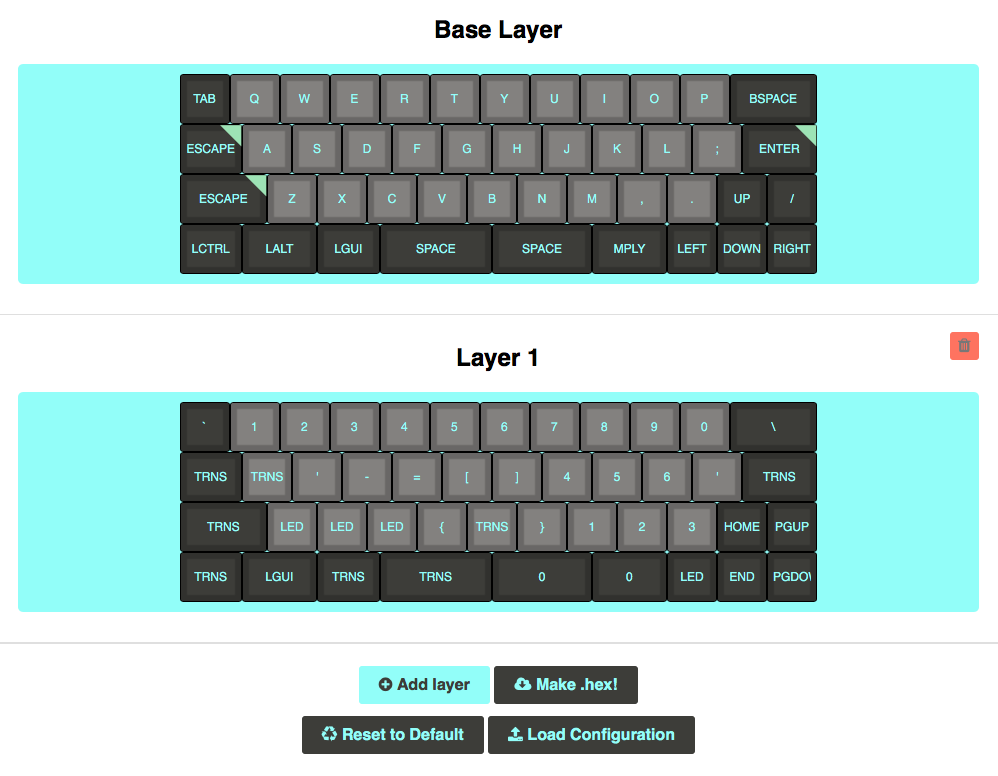 Base Layer
TAB Q W E R T Y U I O P BSPACE
ESCAPE A S D F G H J K L ; ENTER
ESCAPE Z X C V B N M , . UP /
LCTRL LALT LGUI SPACE SPACE MPLY LEFT DOWN RIGHT
Layer 1
` 1 2 3 4 5 6 7 8 9 0 \
TRNS TRNS ' - = [ ] 4 5 6 ' TRNS
TRNS LED LED LED { TRNS } 1 2 3 HOME PGUP
TRNS LGUI TRNS TRNS 0 0 LED END PGDOW
Add layer Make .hex!
Reset to Default Load Configuration